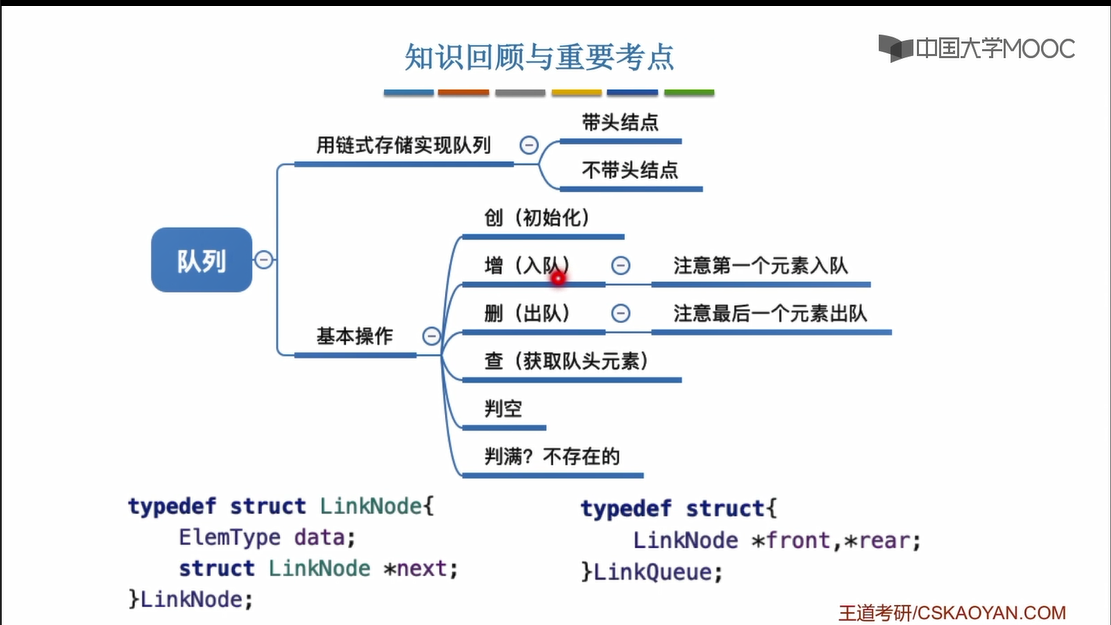 知识回顾与重要考点
中国大学MOOC
带头结点
用链式存储实现队列
不带头结点
创（初始化）
队列
增（入队）
注意第一个元素入队
删（出队）
注意最后一个元素出队
基本操作
查（获取队头元素）
判空
判满？不存在的
typedef struct LinkNode{
ElemType data;
struct LinkNode *next;
}LinkNode;
typedef struct{
LinkNode *front,*rear;
}LinkQueue;
王道考研/CSKAOYAN.COM